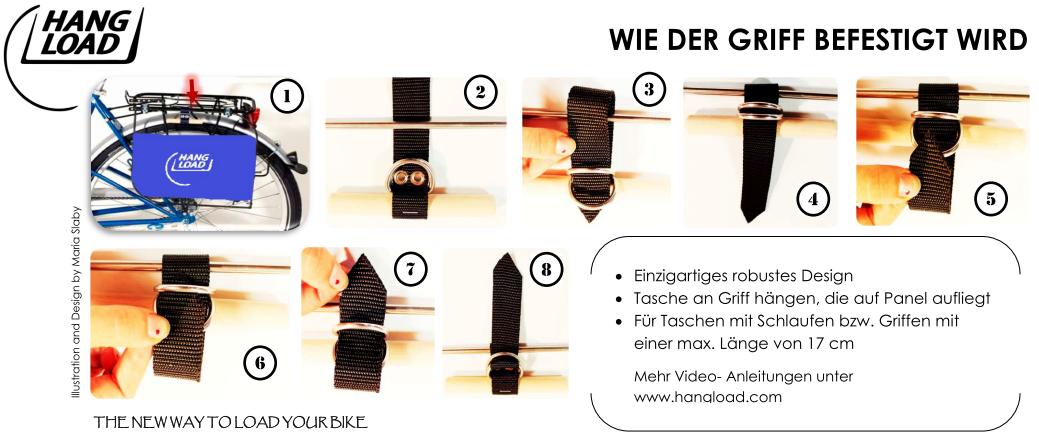 HANG
LOAD
WIE DER GRIFF BEFESTIGT WIRD
1
HANG
LOAD
2
3
4
5
6
7
8
Illustration and Design by Maria Slaby
• Einzigartiges robustes Design
• Tasche an Griff hängen, die auf Panel aufliegt
• Für Taschen mit Schlaufen bzw. Griffen mit
einer max. Länge von 17 cm
Mehr Video- Anleitungen unter
www.hangload.com
THE NEW WAY TO LOAD YOUR BIKE